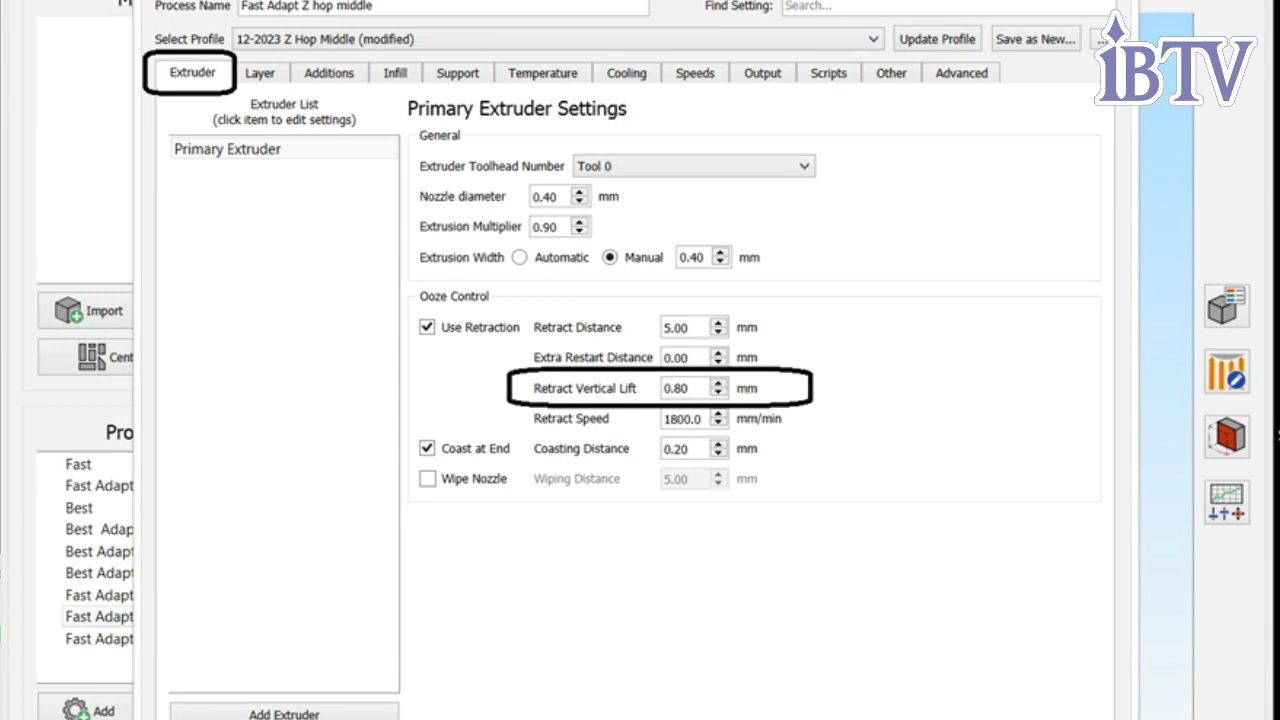 Process Name Fast Adapt Z hop middle Find Setting: Search...
Select Profile 12-2023 Z Hop Middle (modified) Update Profile Save as New... ...
iBTV
Extruder Layer Additions Infill Support Temperature Cooling Speeds Output Scripts Other Advanced
Extruder List
(click item to edit settings)
Primary Extruder
Primary Extruder Settings
General
Extruder Toolhead Number Tool 0
Nozzle diameter 0.40 mm
Extrusion Multiplier 0.90
Extrusion Width Automatic Manual 0.40 mm
Ooze Control
Use Retraction Retract Distance 5.00 mm
Extra Restart Distance 0.00 mm
Retract Vertical Lift 0.80 mm
Retract Speed 1800.0 mm/min
Coast at End Coasting Distance 0.20 mm
Wipe Nozzle Wiping Distance 5.00 mm
Import
Cent
Pro
Fast
Fast Adapt
Best
Best Adap
Best Adapt
Best Adapt
Fast Adapt
Fast Adapt
Fast Adapt
Add
Add Extruder